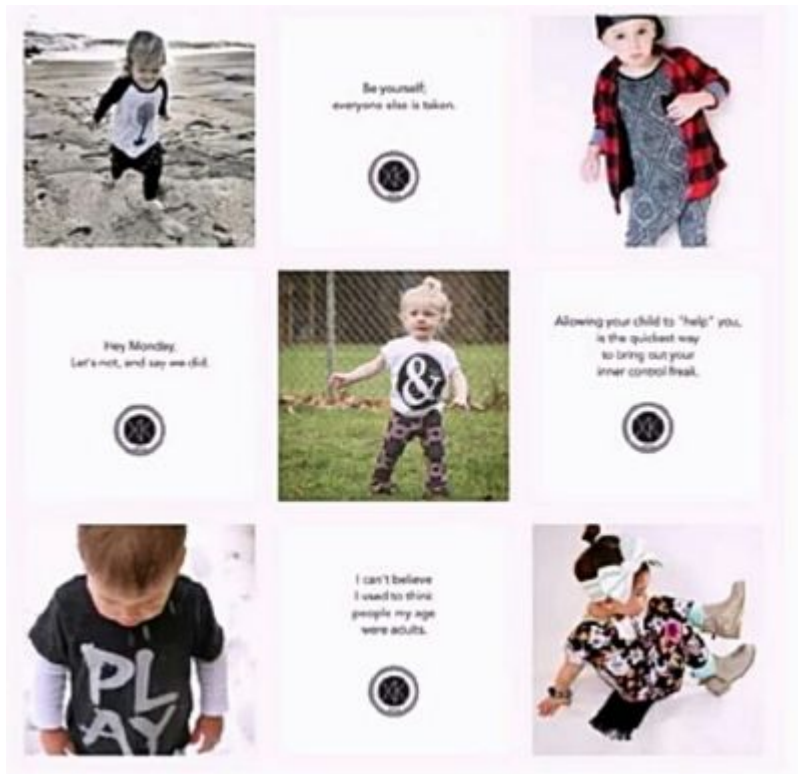 Be yourself;
everyone else is taken.
Hey Monday,
Let's not, and say we did.
&
Allowing your child to "help" you,
is the quickest way
to bring out your
inner control freak.
PL
AY
I can't believe
I used to think
people my age
were adults.